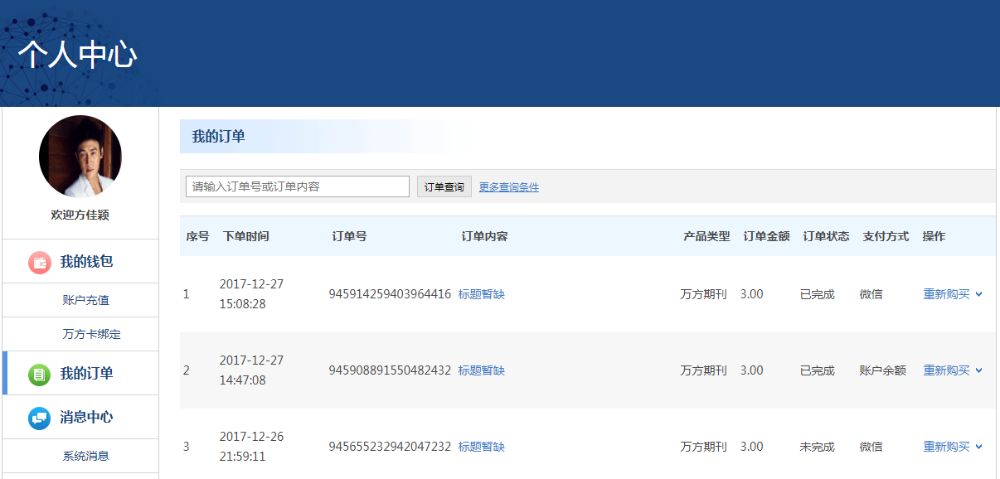 个人中心
欢迎方佳颖
我的钱包
账户充值
万方卡绑定
我的订单
消息中心
系统消息
我的订单
请输入订单号或订单内容 订单查询 更多查询条件
序号 下单时间 订单号 订单内容 产品类型 订单金额 订单状态 支付方式 操作
1 2017-12-27 15:08:28 945914259403964416 标题暂缺 万方期刊 3.00 已完成 微信 重新购买
2 2017-12-27 14:47:08 945908891550482432 标题暂缺 万方期刊 3.00 已完成 账户余额 重新购买
3 2017-12-26 21:59:11 945655232942047232 标题暂缺 万方期刊 3.00 未完成 微信 重新购买